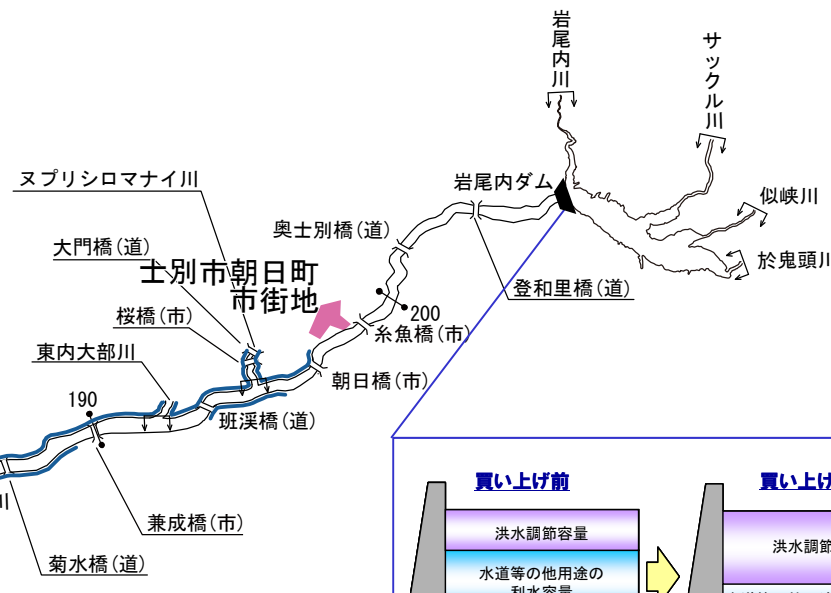 岩尾内川
サックル川
ヌプリシロマナイ川
岩尾内ダム
似峡川
奥士別橋(道)
大門橋(道)
於鬼頭川
士別市朝日町
市街地
登和里橋(道)
桜橋(市)
200
糸魚橋(市)
東内大部川
朝日橋(市)
190
班渓橋(道)
川
兼成橋(市)
菊水橋(道)
買い上げ前
買い上げ
洪水調節容量
洪水調節
水道等の他用途の
利水容量